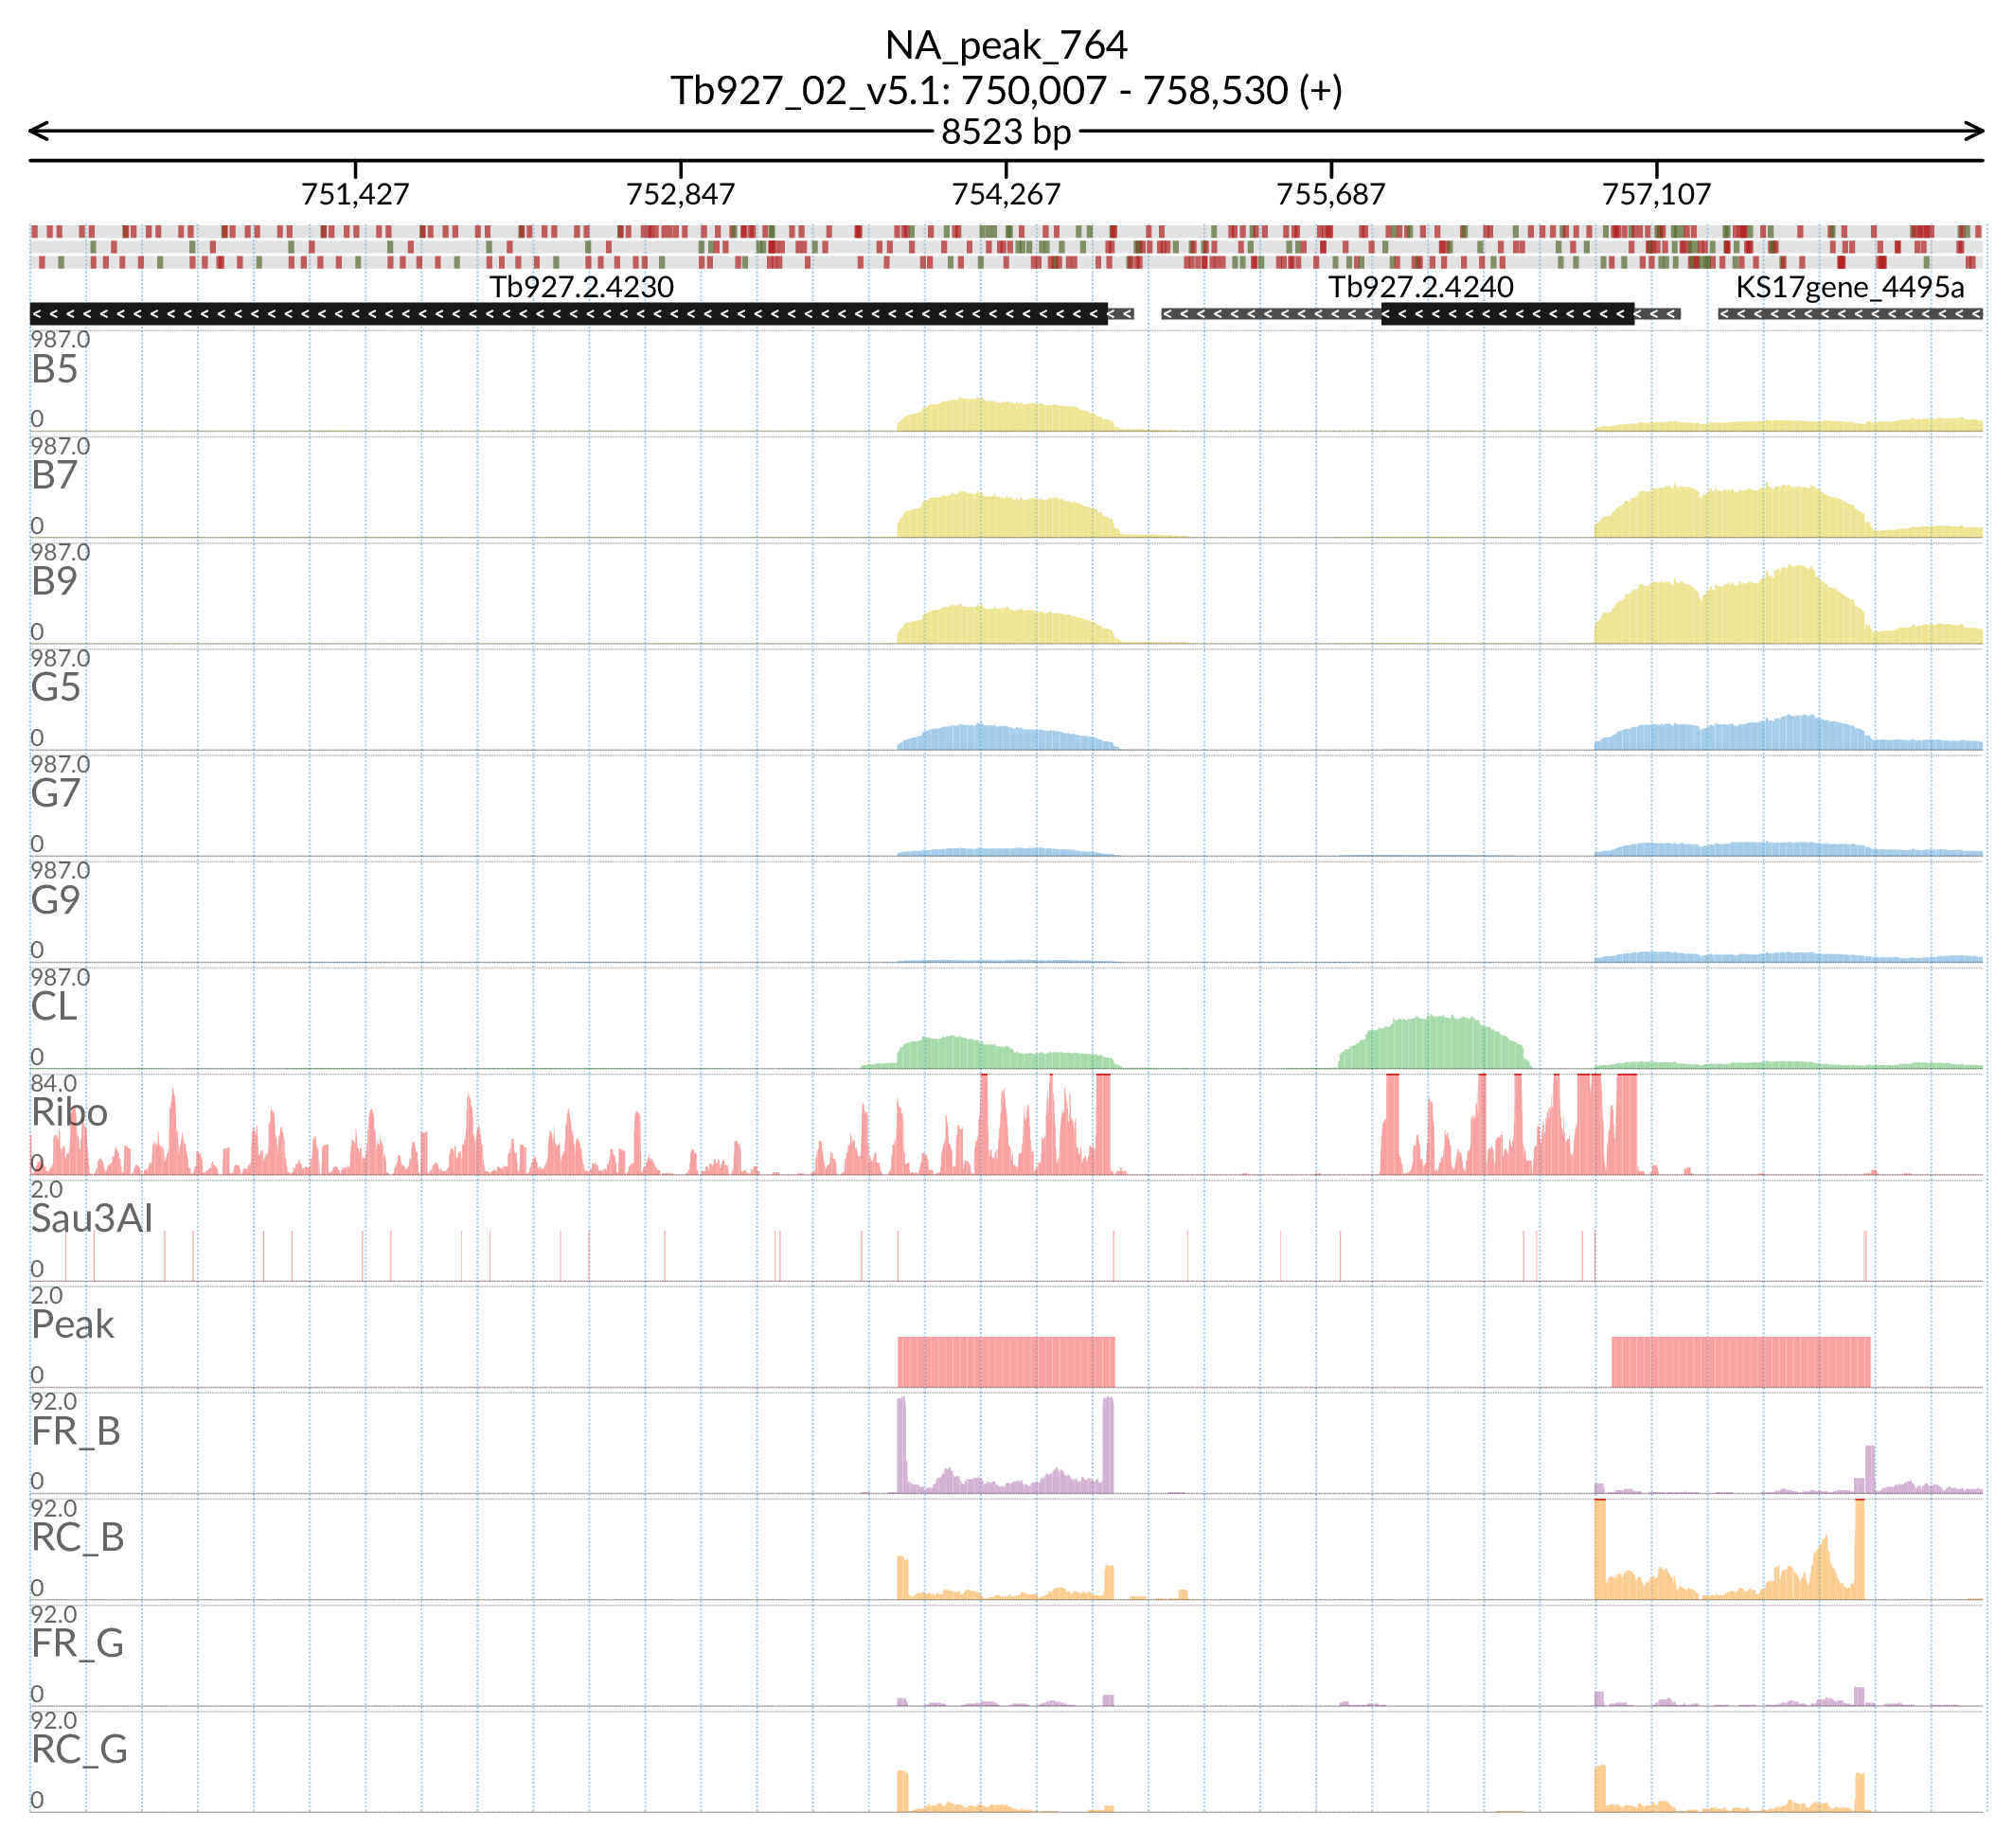 NA_peak_764
Tb927_02_v5.1: 750,007 - 758,530 (+)
8523 bp
751,427 752,847 754,267 755,687 757,107
Tb927.2.4230 Tb927.2.4240 KS17gene_4495a
987.0
B5
0
987.0
B7
0
987.0
B9
0
987.0
G5
0
987.0
G7
0
987.0
G9
0
987.0
CL
0
84.0
Ribo
0
2.0
Sau3AI
0
2.0
Peak
0
92.0
FR_B
0
92.0
RC_B
0
92.0
FR_G
0
92.0
RC_G
0